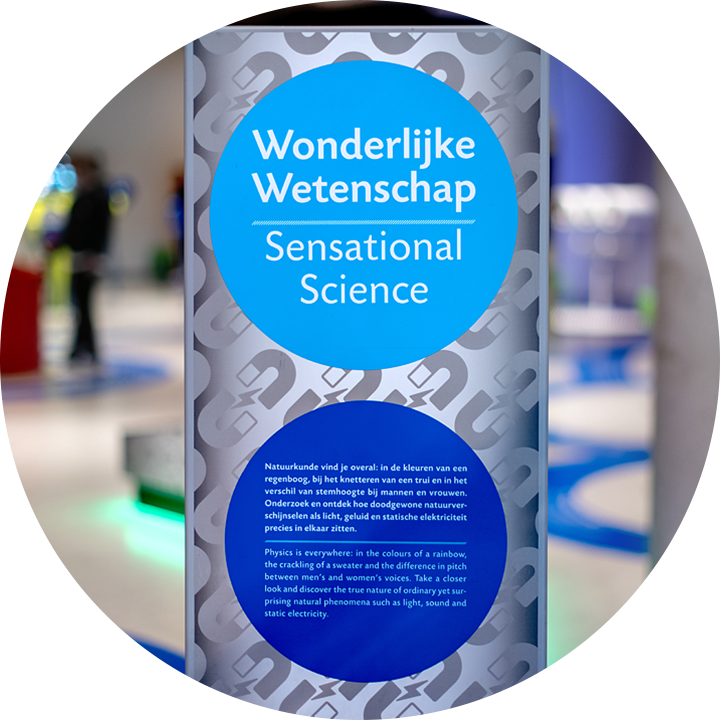 Wonderlijke
Wetenschap
Sensational
Science
Natuurkunde vind je overal: in de kleuren van een
regenboog, bij het knetteren van een trui en in het
verschil van stemhoogte bij mannen en vrouwen.
Onderzoek en ontdek hoe doodgewone natuurver-
schijnselen als licht, geluid en statische elektriciteit
precies in elkaar zitten.
Physics is everywhere: in the colours of a rainbow,
the crackling of a sweater and the difference in pitch
between men's and women's voices. Take a closer
look and discover the true nature of ordinary yet sur-
prising natural phenomena such as light, sound and
static electricity.